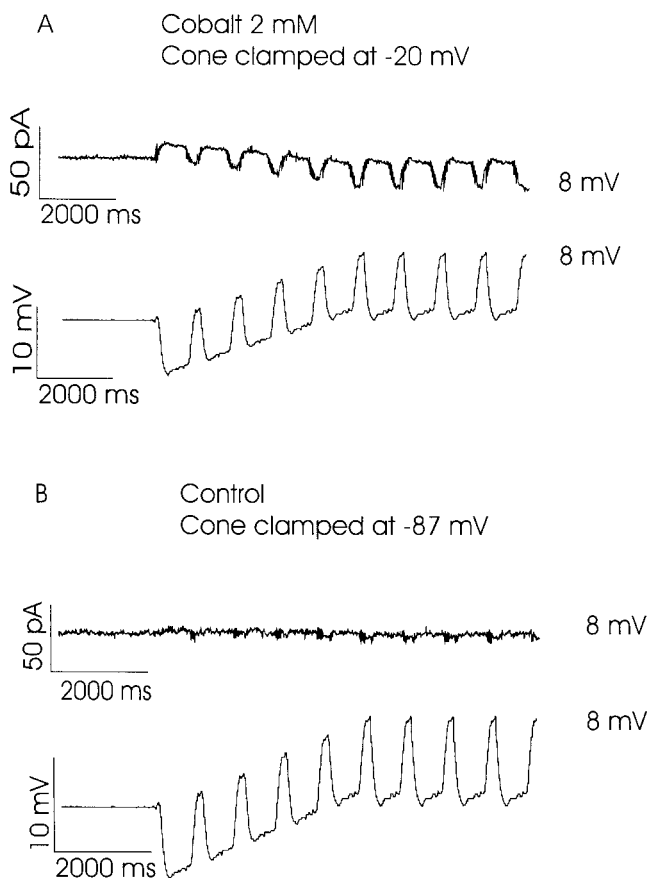 A
Cobalt 2 mM
Cone clamped at -20 mV
50 pA
2000 ms
8 mV
8 mV
10 mV
2000 ms
B
Control
Cone clamped at -87 mV
50 pA
2000 ms
8 mV
8 mV
10 mV
2000 ms